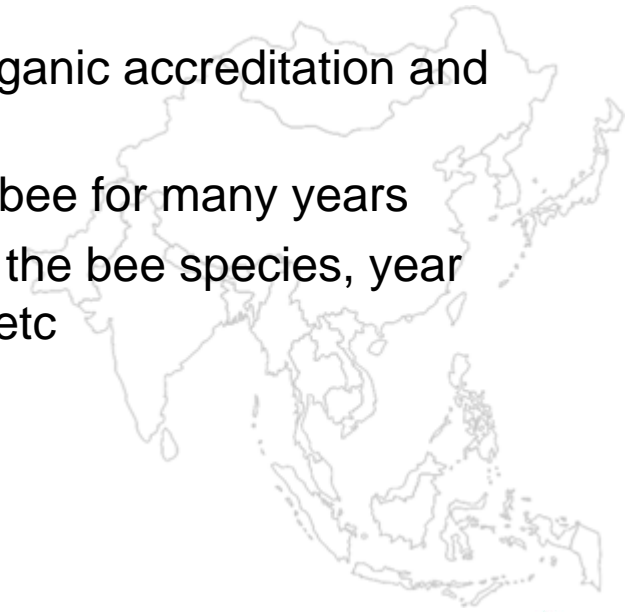 ganic accreditation and
bee for many years
the bee species, year
etc